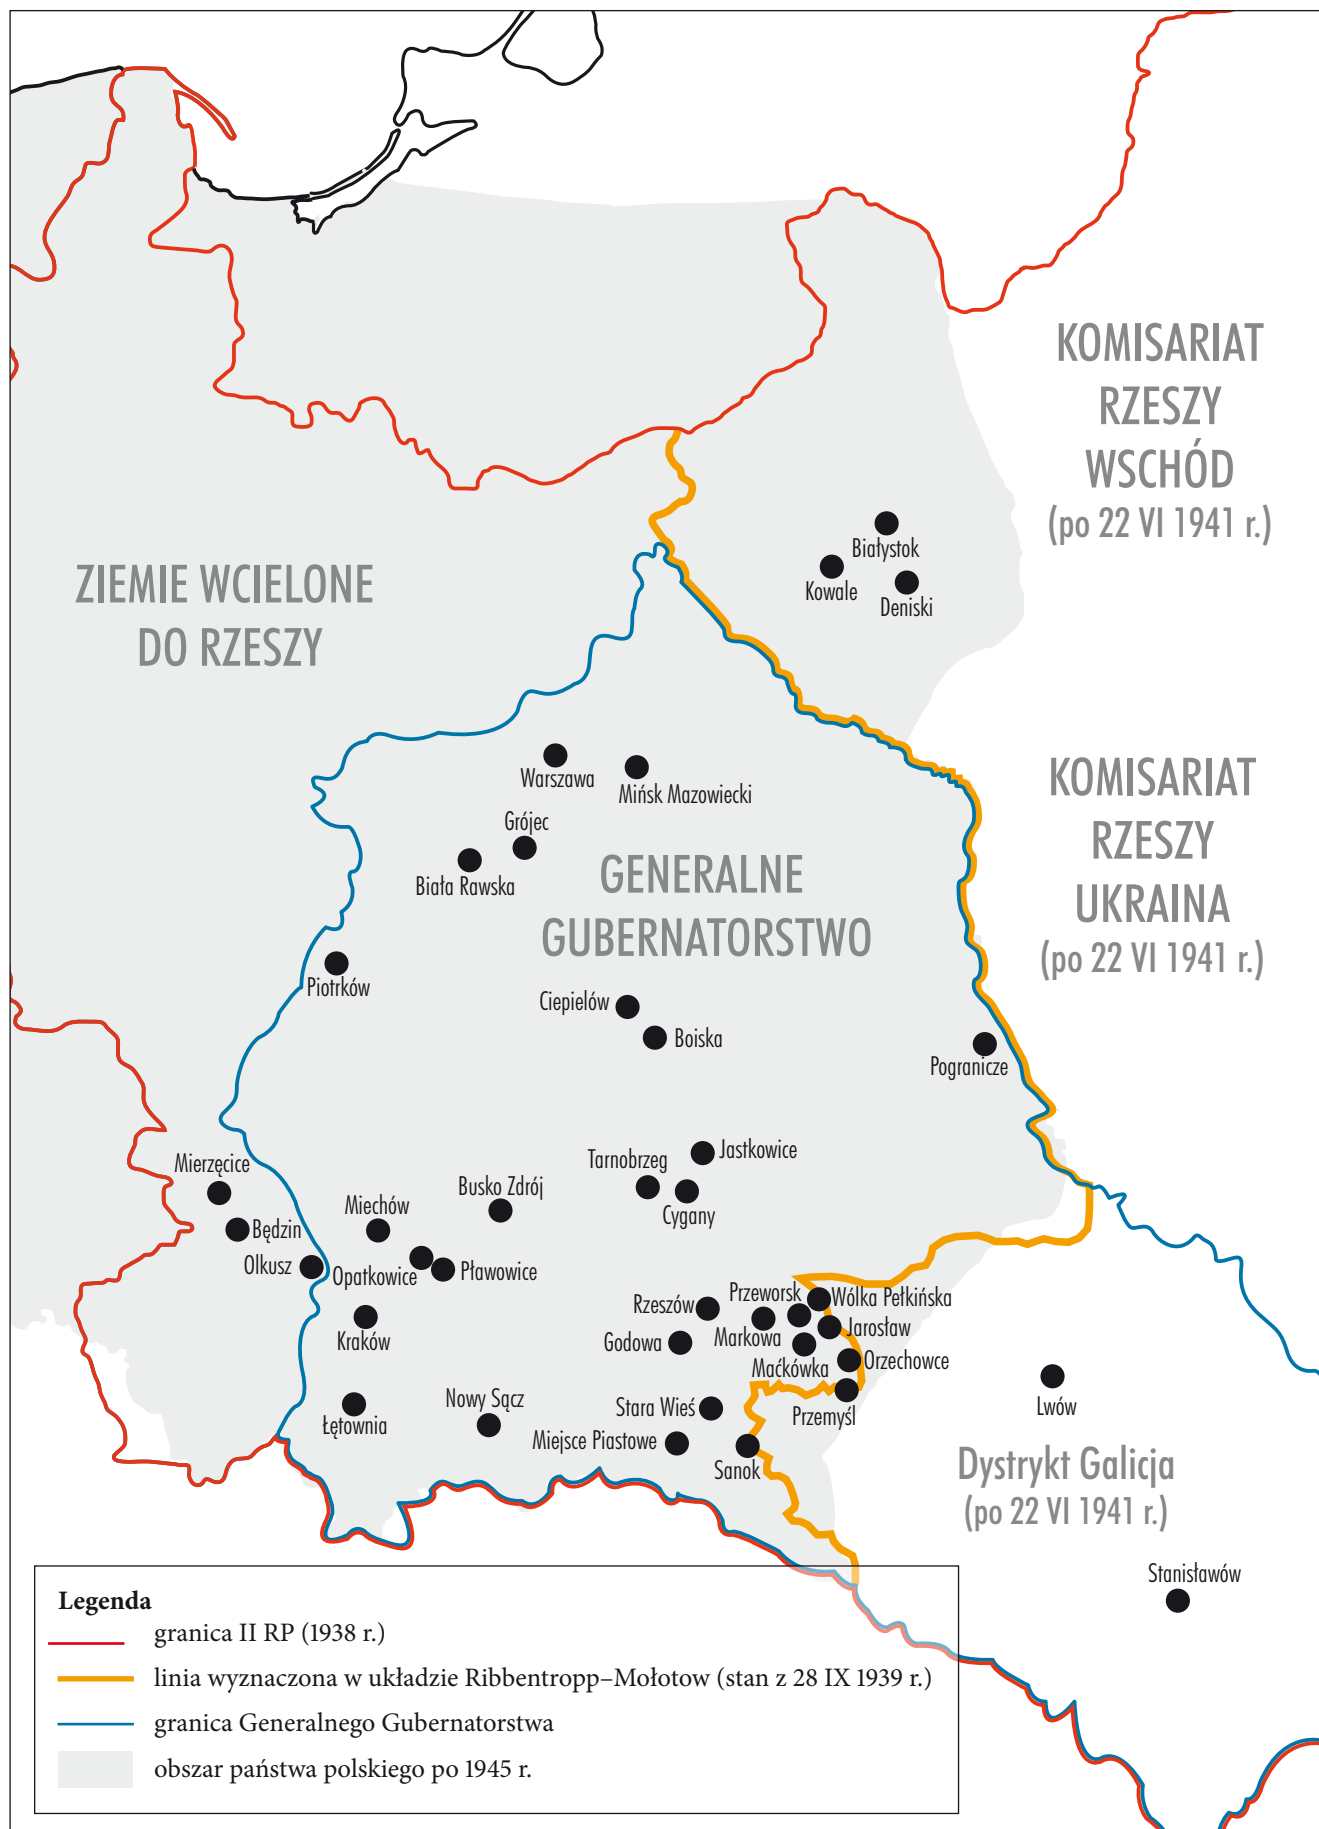 KOMISARIAT
RZESZY
WSCHÓD
(po 22 VI 1941 r.)
Białystok
Kowale
Deniski
ZIEMIE WCIELONE
DO RZESZY
Warszawa
Mińsk Mazowiecki
KOMISARIAT
RZESZY
UKRAINA
(po 22 VI 1941 r.)
Grójec
Biała Rawska
GENERALNE
GUBERNATORSTWO
Piotrków
Ciepielów
Boiska
Pogranicze
Jastkowice
Tarnobrzeg
Cygany
Mierzęcice
Busko Zdrój
Miechów
Będzin
Olkusz
Opatkowice
Pławowice
Kraków
Rzeszów
Przeworsk
Wólka Pełkińska
Godowa
Markowa
Jarosław
Maćkówka
Orzechowce
Lwów
Łętownia
Nowy Sącz
Stara Wieś
Przemyśl
Miejsce Piastowe
Sanok
Dystrykt Galicja
(po 22 VI 1941 r.)
Stanisławów
Legenda
granica II RP (1938 r.)
linia wyznaczona w układzie Ribbentropp–Mołotow (stan z 28 IX 1939 r.)
granica Generalnego Gubernatorstwa
obszar państwa polskiego po 1945 r.